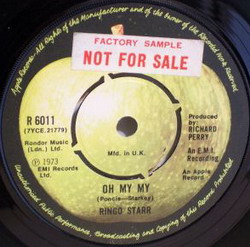 Apple Records. All Rights of the Manufacturer and of the Owner of the Recorded Work Reserved.
FACTORY SAMPLE
NOT FOR SALE
R 6011
(7YCE.21779)
Rondor Music
(Ldn.) Ltd.
℗ 1973
EMI Records
Ltd
Mfd. in U.K.
Produced by
RICHARD
PERRY
An E.M.I.
Recording
An Apple
Record
OH MY MY
(Poncia—Starkey)
RINGO STARR
Unauthorised Public Performance, Broadcasting and Copying of this Record Prohibited